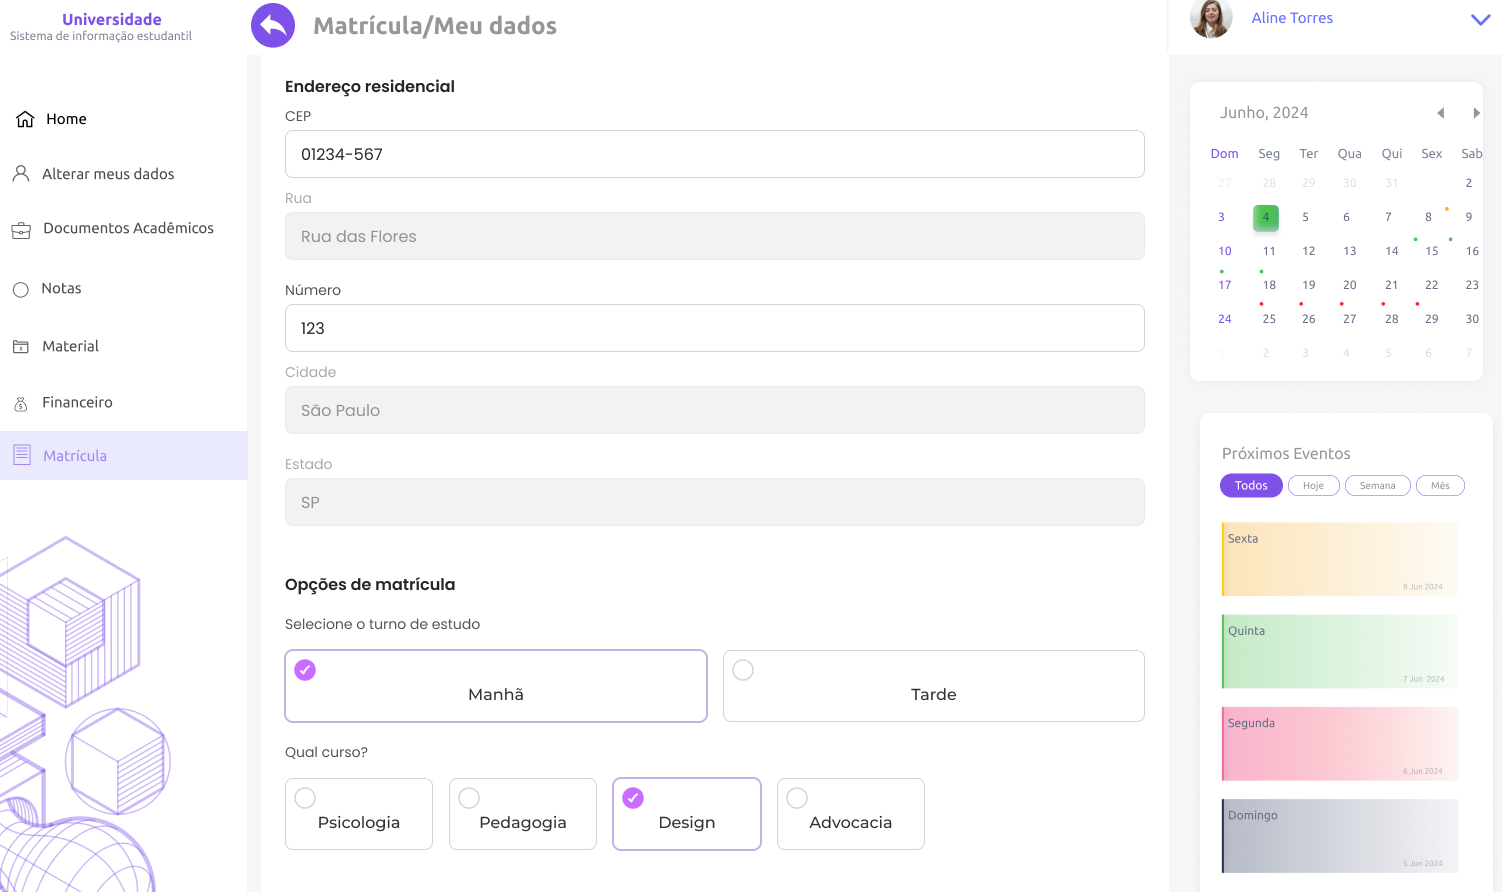 Universidade
Sistema de informação estudantil
Home
Alterar meus dados
Documentos Acadêmicos
Notas
Material
Financeiro
Matrícula
Matrícula/Meu dados
Endereço residencial
CEP
01234-567
Rua
Rua das Flores
Número
123
Cidade
São Paulo
Estado
SP
Opções de matrícula
Selecione o turno de estudo
Manhã
Tarde
Qual curso?
Psicologia
Pedagogia
Design
Advocacia
Aline Torres
Junho, 2024
Dom Seg Ter Qua Qui Sex Sab
27 28 29 30 31 2
3 4 5 6 7 8 9
10 11 12 13 14 15 16
17 18 19 20 21 22 23
24 25 26 27 28 29 30
1 2 3 4 5 6 7
Próximos Eventos
Todos Hoje Semana Mês
Sexta
8 Jun 2024
Quinta
7 Jun 2024
Segunda
6 Jun 2024
Domingo
5 Jun 2024